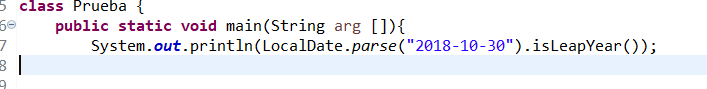 5 class Prueba {
6 public static void main(String arg []){
7 System.out.println(LocalDate.parse("2018-10-30").isLeapYear());
8
9